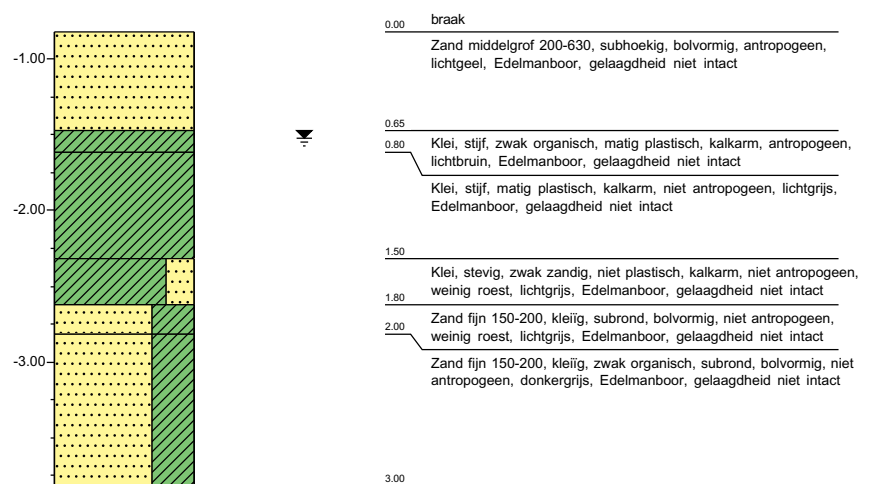 braak
0.00
Zand middelgrof 200-630, subhoekig, bolvormig, antropogeen,
lichtgeel, Edelmanboor, gelaagdheid niet intact
-1.00
0.65
Klei, stijf, zwak organisch, matig plastisch, kalkarm, antropogeen,
0.80
lichtbruin, Edelmanboor, gelaagdheid niet intact
Klei, stijf, matig plastisch, kalkarm, niet antropogeen, lichtgrijs,
Edelmanboor, gelaagdheid niet intact
-2.00
1.50
Klei, stevig, zwak zandig, niet plastisch, kalkarm, niet antropogeen,
weinig roest, lichtgrijs, Edelmanboor, gelaagdheid niet intact
1.80
Zand fijn 150-200, kleiïg, subrond, bolvormig, niet antropogeen,
2.00
weinig roest, lichtgrijs, Edelmanboor, gelaagdheid niet intact
Zand fijn 150-200, kleiïg, zwak organisch, subrond, bolvormig, niet
-3.00
antropogeen, donkergrijs, Edelmanboor, gelaagdheid niet intact
3.00